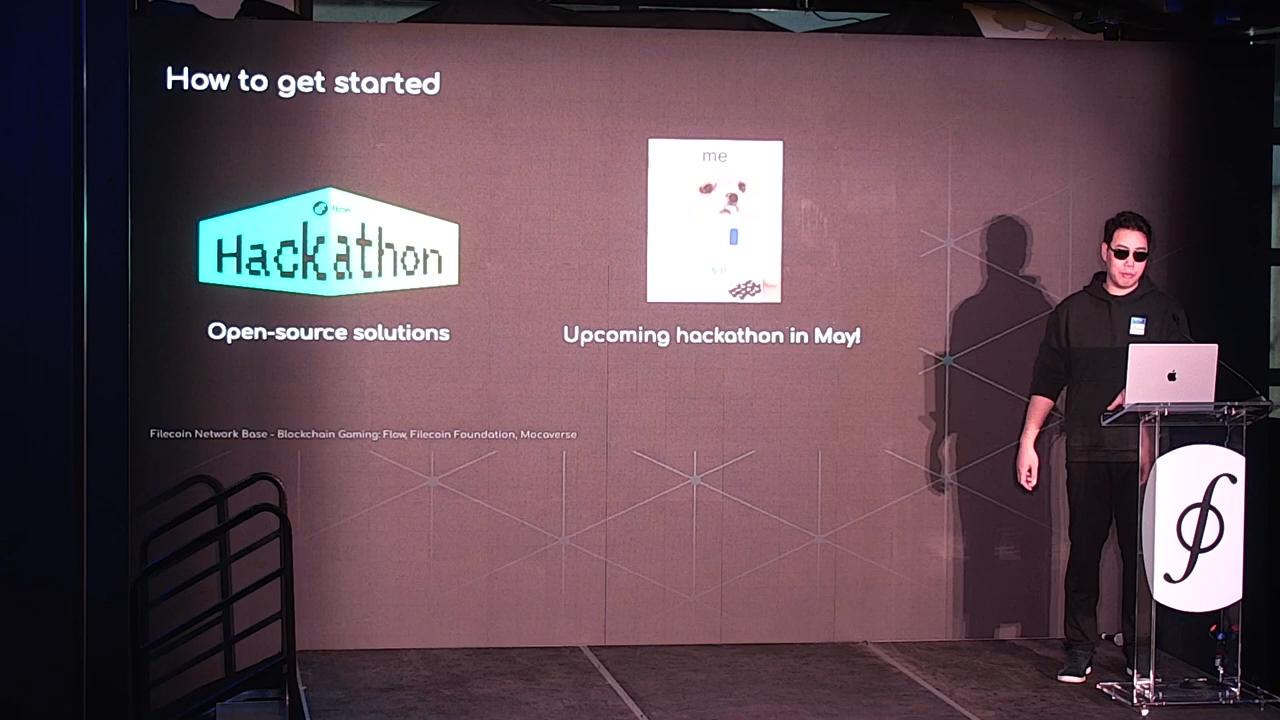 How to get started
flow
Hackathon
me
Open-source solutions
Upcoming hackathon in May!
Filecoin Network Base - Blockchain Gaming: Flow, Filecoin Foundation, Mocaverse